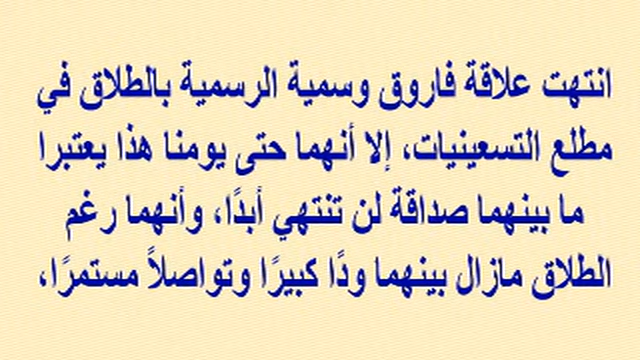 انتهت علاقة فاروق وسمية الرسمية بالطلاق في
مطلع التسعينيات، إلا أنهما حتى يومنا هذا يعتبرا
ما بينهما صداقة لن تنتهي أبدًا، وأنهما رغم
الطلاق مازال بينهما ودًا كبيرًا وتواصلاً مستمرًا،